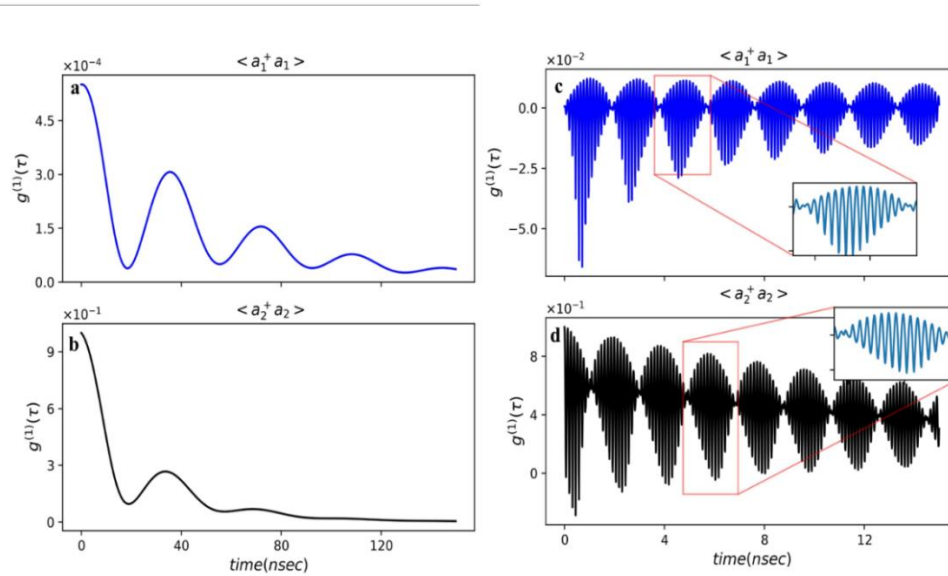 < a₁⁺ a₁ >
×10⁻⁴
a
4.5
3.0
1.5
0.0
g⁽¹⁾(τ)
< a₂⁺ a₂ >
×10⁻¹
b
9
6
3
0
g⁽¹⁾(τ)
0 40 80 120
time(nsec)
< a₁⁺ a₁ >
×10⁻²
c
0.0
−2.5
−5.0
g⁽¹⁾(τ)
< a₂⁺ a₂ >
×10⁻¹
d
8
4
0
g⁽¹⁾(τ)
0 4 8 12
time(nsec)